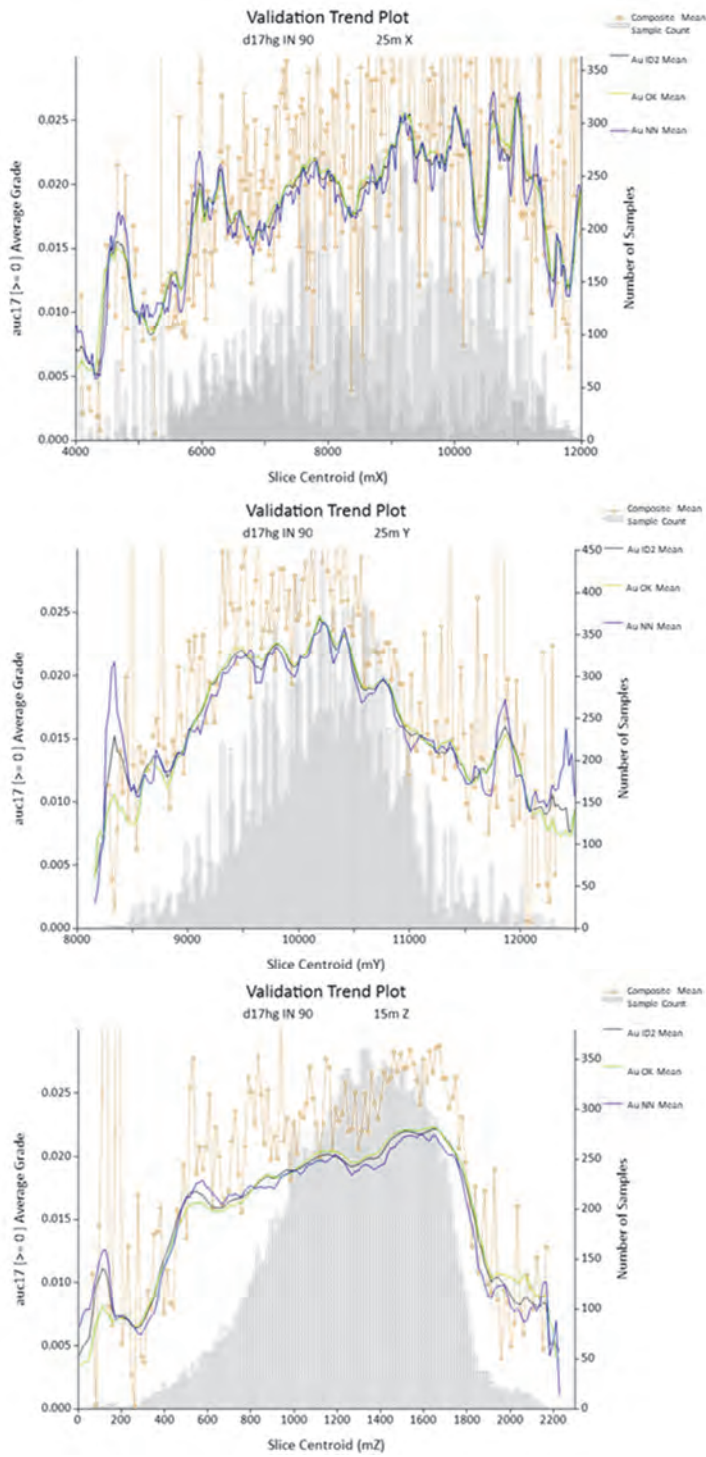 Validation Trend Plot
d17hg IN 90 25m X
Composite Mean
Sample Count
Au ID2 Mean
Au OK Mean
Au NN Mean
auc17 [>= 0] Average Grade
0.025
0.020
0.015
0.010
0.005
0.000
350
300
250
200
150
100
50
0
Number of Samples
4000 6000 8000 10000 12000
Slice Centroid (mX)
Validation Trend Plot
d17hg IN 90 25m Y
Composite Mean
Sample Count
Au ID2 Mean
Au OK Mean
Au NN Mean
auc17 [>= 0] Average Grade
0.025
0.020
0.015
0.010
0.005
0.000
450
400
350
300
250
200
150
100
50
0
Number of Samples
8000 9000 10000 11000 12000
Slice Centroid (mY)
Validation Trend Plot
d17hg IN 90 15m Z
Composite Mean
Sample Count
Au ID2 Mean
Au OK Mean
Au NN Mean
auc17 [>= 0] Average Grade
0.025
0.020
0.015
0.010
0.005
0.000
350
300
250
200
150
100
50
0
Number of Samples
0 200 400 600 800 1000 1200 1400 1600 1800 2000 2200
Slice Centroid (mZ)